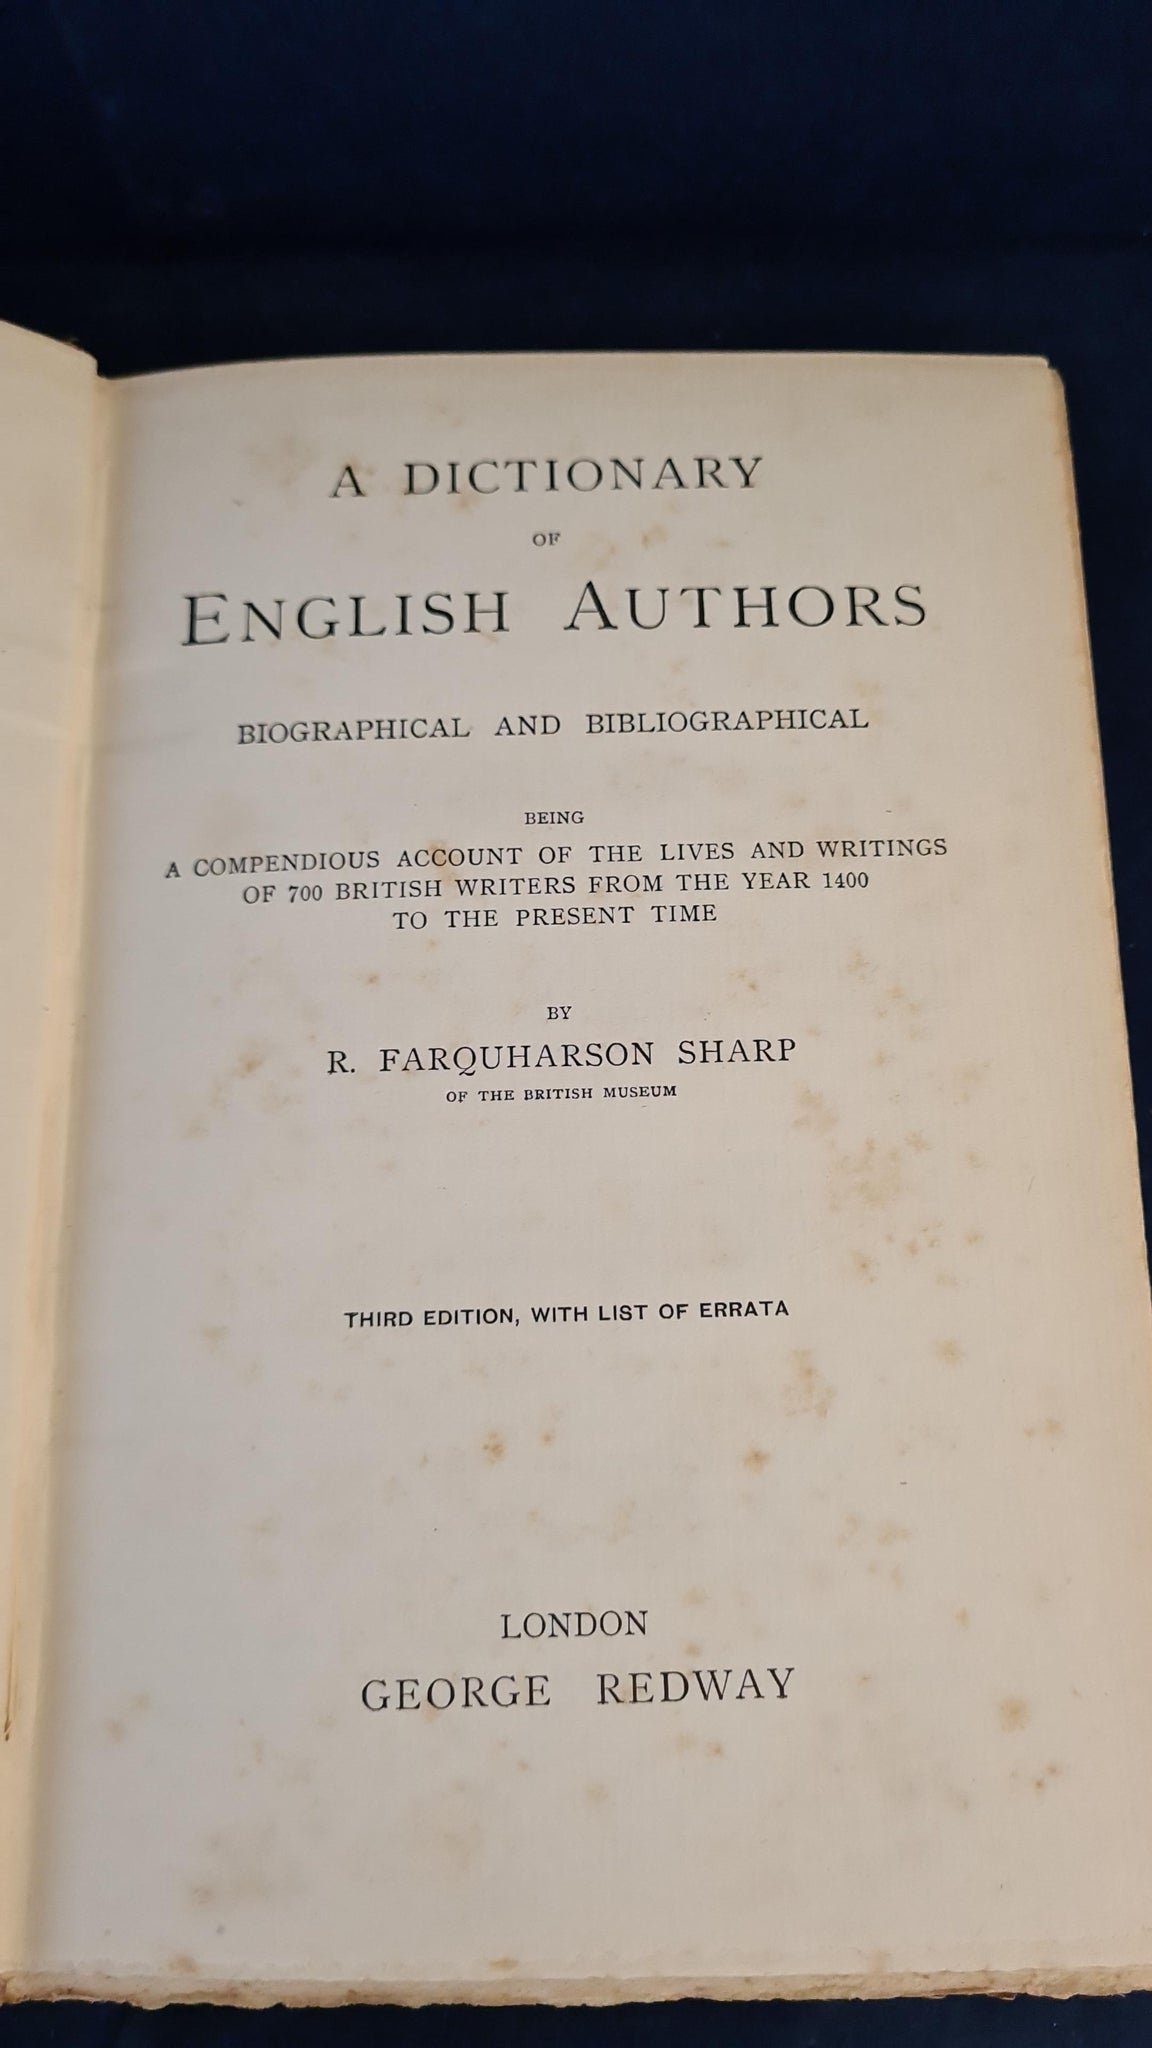 A DICTIONARY
OF
ENGLISH AUTHORS
BIOGRAPHICAL AND BIBLIOGRAPHICAL
BEING
A COMPENDIOUS ACCOUNT OF THE LIVES AND WRITINGS
OF 700 BRITISH WRITERS FROM THE YEAR 1400
TO THE PRESENT TIME
BY
R. FARQUHARSON SHARP
OF THE BRITISH MUSEUM
THIRD EDITION, WITH LIST OF ERRATA
LONDON
GEORGE REDWAY